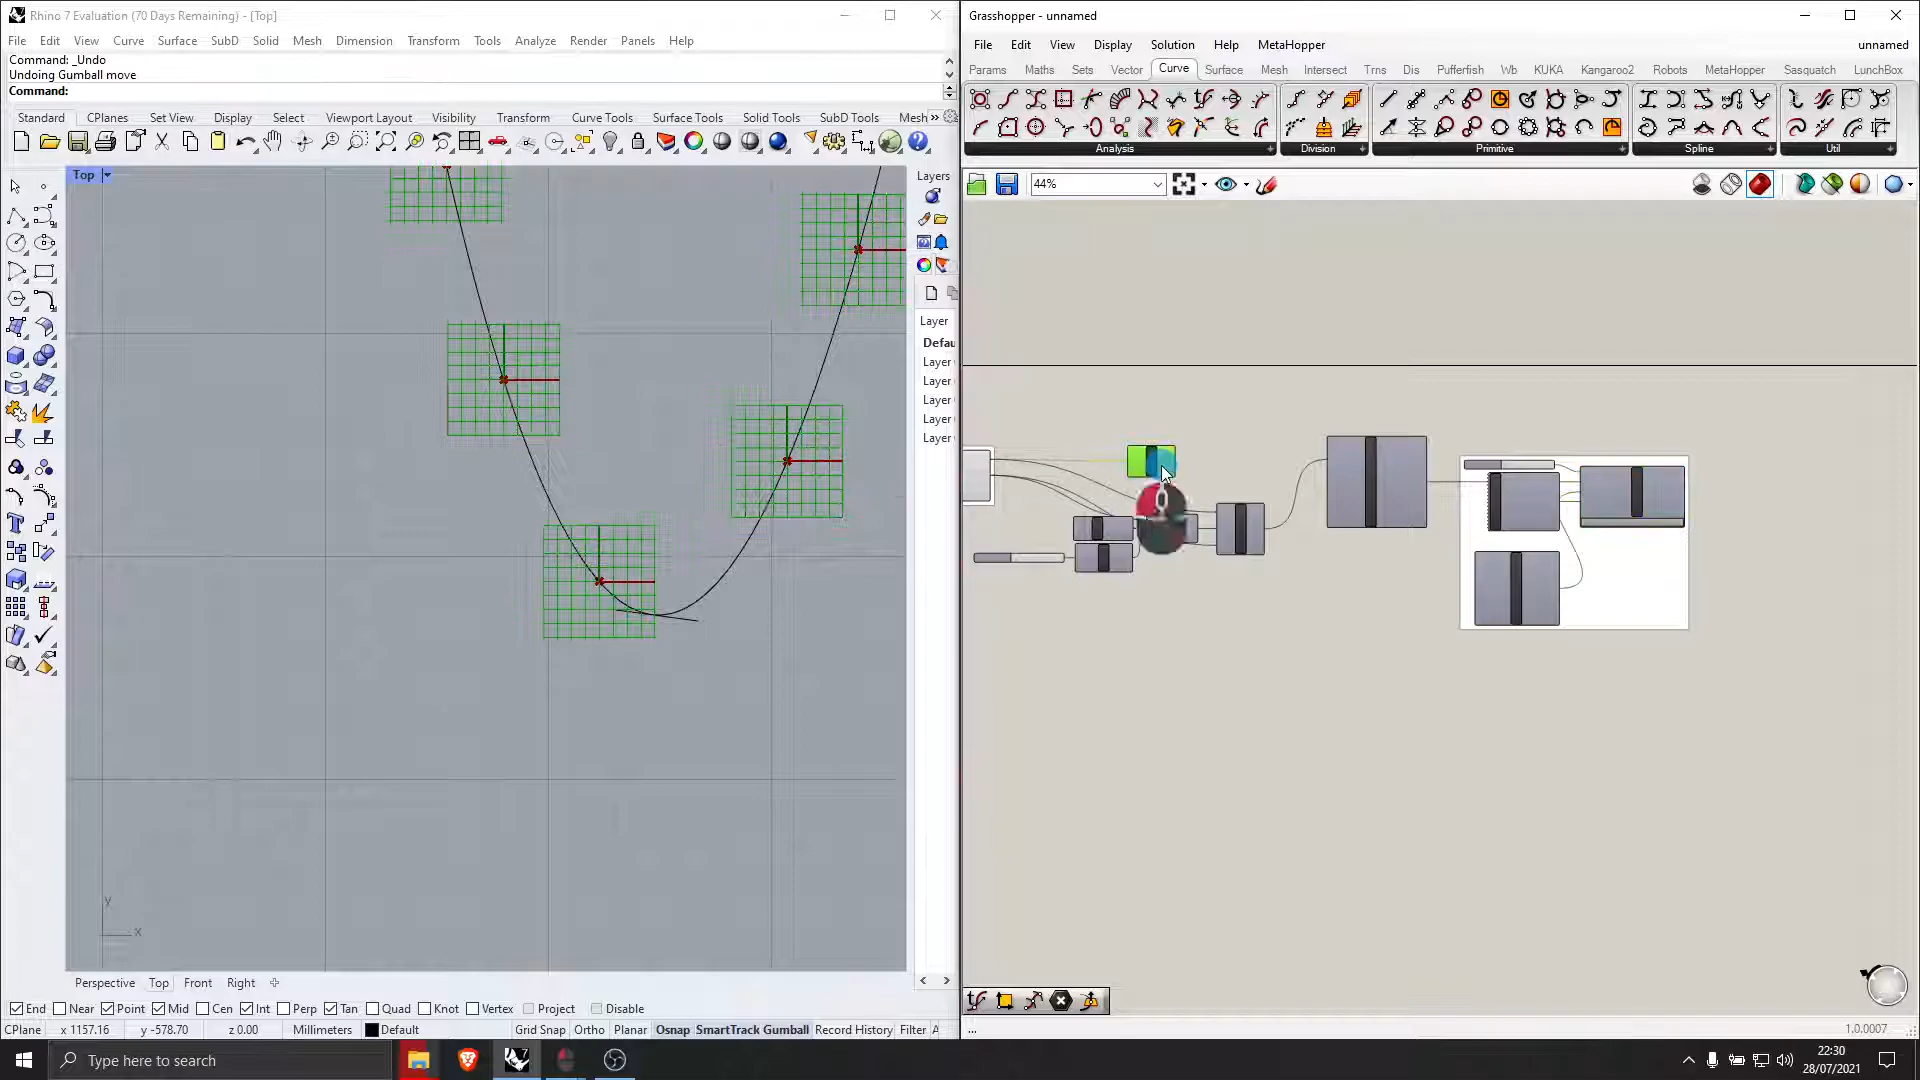 Rhino 7 Evaluation (70 Days Remaining) - [Top]
File Edit View Curve Surface SubD Solid Mesh Dimension Transform Tools Analyze Render Panels Help
Command: _Undo
Undoing Gumball move
Command:
Standard CPlanes Set View Display Select Viewport Layout Visibility Transform Curve Tools Surface Tools Solid Tools SubD Tools Mesh »
Top
Layers
Layer
Defau
Layer
Layer
Layer
Layer
Layer
y
x
Perspective Top Front Right
End Near Point Mid Cen Int Perp Tan Quad Knot Vertex Project Disable
CPlane x 1157.16 y -578.70 z 0.00 Millimeters Default Grid Snap Ortho Planar Osnap SmartTrack Gumball Record History Filter A
Grasshopper - unnamed
File Edit View Display Solution Help MetaHopper unnamed
Params Maths Sets Vector Curve Surface Mesh Intersect Trns Dis Pufferfish Wb KUKA Kangaroo2 Robots MetaHopper Sasquatch LunchBox
Analysis Division Primitive Spline Util
44%
...
1.0.0007
Type here to search
22:30
28/07/2021